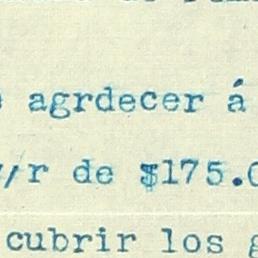 agrdecer á
/r de $175.0
cubrir los g